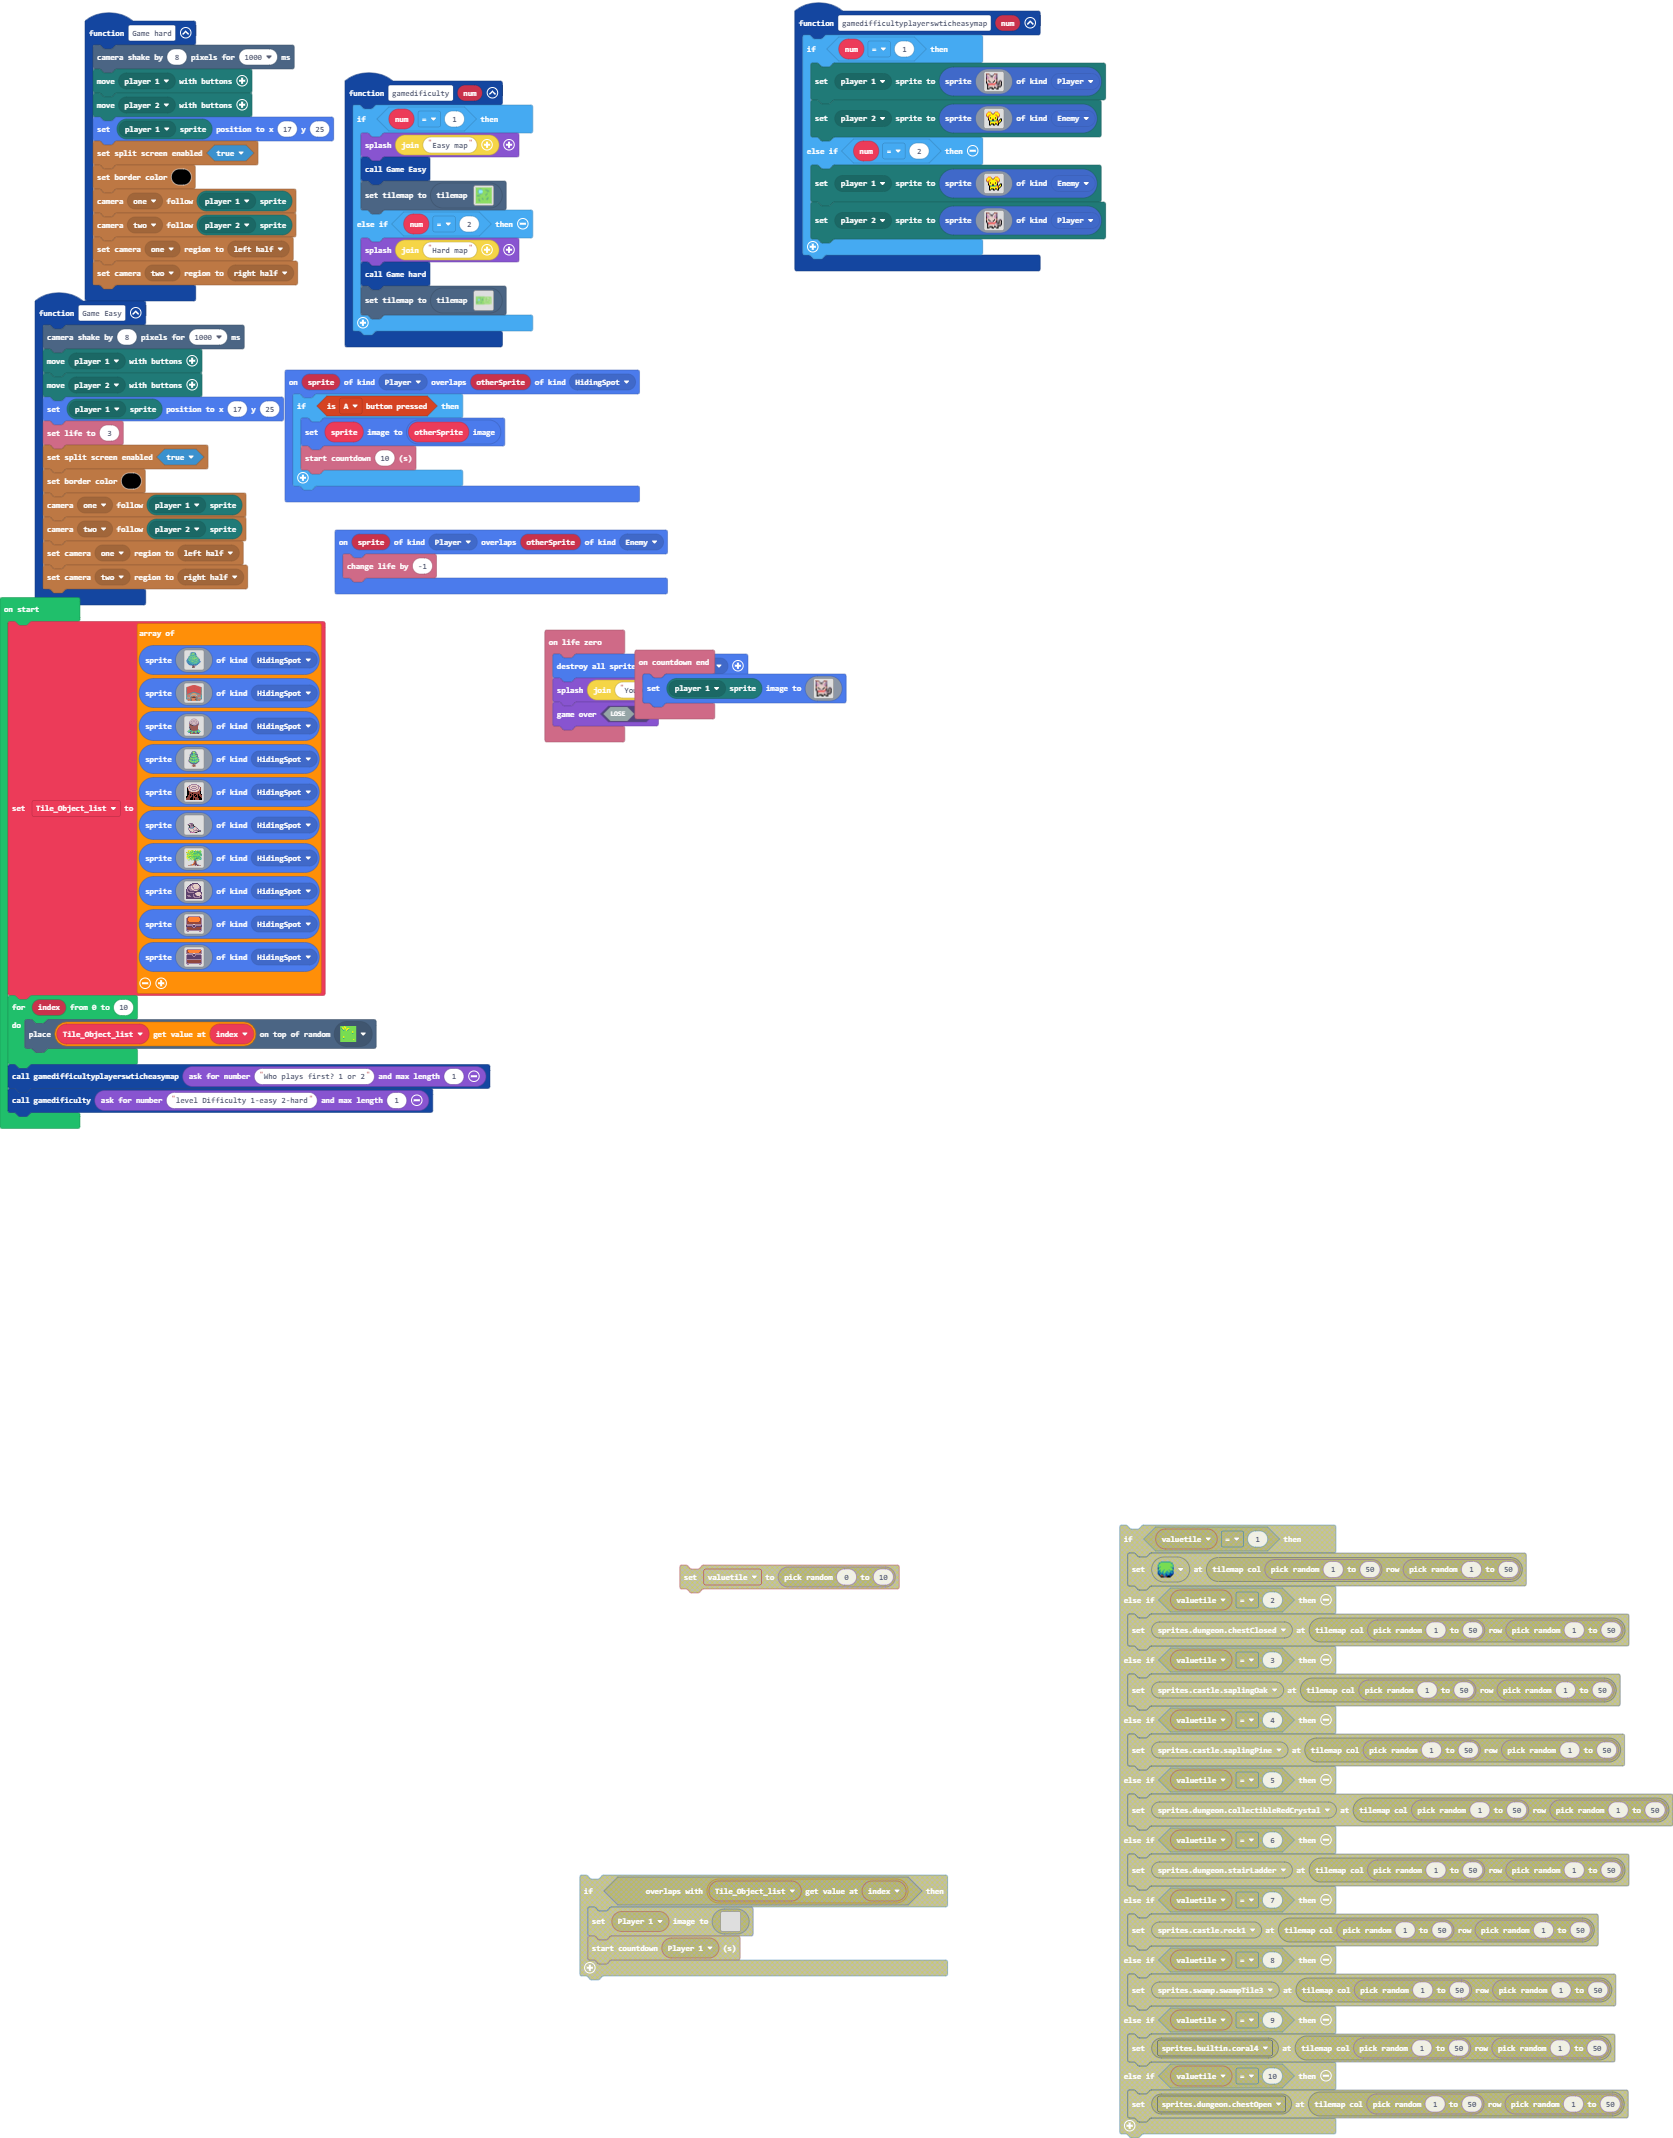 function Game hard
camera shake by 8 pixels for 1000 ms
move player 1 with buttons
move player 2 with buttons
set player 1 sprite position to x 17 y 25
set split screen enabled true
set border color
camera one follow player 1 sprite
camera two follow player 2 sprite
set camera one region to left half
set camera two region to right half
function gamedificulty num
if num = 1 then
splash join "Easy map"
call Game Easy
set tilemap to tilemap
else if num = 2 then
splash join "Hard map"
call Game hard
set tilemap to tilemap
function gamedifficultyplayerswticheasymap num
if num = 1 then
set player 1 sprite to sprite of kind Player
set player 2 sprite to sprite of kind Enemy
else if num = 2 then
set player 1 sprite to sprite of kind Enemy
set player 2 sprite to sprite of kind Player
function Game Easy
camera shake by 8 pixels for 1000 ms
move player 1 with buttons
move player 2 with buttons
set player 1 sprite position to x 17 y 25
set life to 3
set split screen enabled true
set border color
camera one follow player 1 sprite
camera two follow player 2 sprite
set camera one region to left half
set camera two region to right half
on sprite of kind Player overlaps otherSprite of kind HidingSpot
if is A button pressed then
set sprite image to otherSprite image
start countdown 10 (s)
on sprite of kind Player overlaps otherSprite of kind Enemy
change life by -1
on start
set Tile_Object_list to
array of
sprite of kind HidingSpot
sprite of kind HidingSpot
sprite of kind HidingSpot
sprite of kind HidingSpot
sprite of kind HidingSpot
sprite of kind HidingSpot
sprite of kind HidingSpot
sprite of kind HidingSpot
sprite of kind HidingSpot
sprite of kind HidingSpot
for index from 0 to 10
do
place Tile_Object_list get value at index on top of random
call gamedifficultyplayerswticheasymap ask for number "Who plays first? 1 or 2" and max length 1
call gamedificulty ask for number "level Difficulty 1-easy 2-hard" and max length 1
on life zero
destroy all sprite
splash join "Yo
game over LOSE
on countdown end
set player 1 sprite image to
set valuetile to pick random 0 to 10
if overlaps with Tile_Object_list get value at index then
set Player 1 image to
start countdown Player 1 (s)
if valuetile = 1 then
set at tilemap col pick random 1 to 50 row pick random 1 to 50
else if valuetile = 2 then
set sprites.dungeon.chestClosed at tilemap col pick random 1 to 50 row pick random 1 to 50
else if valuetile = 3 then
set sprites.castle.saplingOak at tilemap col pick random 1 to 50 row pick random 1 to 50
else if valuetile = 4 then
set sprites.castle.saplingPine at tilemap col pick random 1 to 50 row pick random 1 to 50
else if valuetile = 5 then
set sprites.dungeon.collectibleRedCrystal at tilemap col pick random 1 to 50 row pick random 1 to 50
else if valuetile = 6 then
set sprites.dungeon.stairLadder at tilemap col pick random 1 to 50 row pick random 1 to 50
else if valuetile = 7 then
set sprites.castle.rock1 at tilemap col pick random 1 to 50 row pick random 1 to 50
else if valuetile = 8 then
set sprites.swamp.swampTile3 at tilemap col pick random 1 to 50 row pick random 1 to 50
else if valuetile = 9 then
set sprites.builtin.coral4 at tilemap col pick random 1 to 50 row pick random 1 to 50
else if valuetile = 10 then
set sprites.dungeon.chestOpen at tilemap col pick random 1 to 50 row pick random 1 to 50